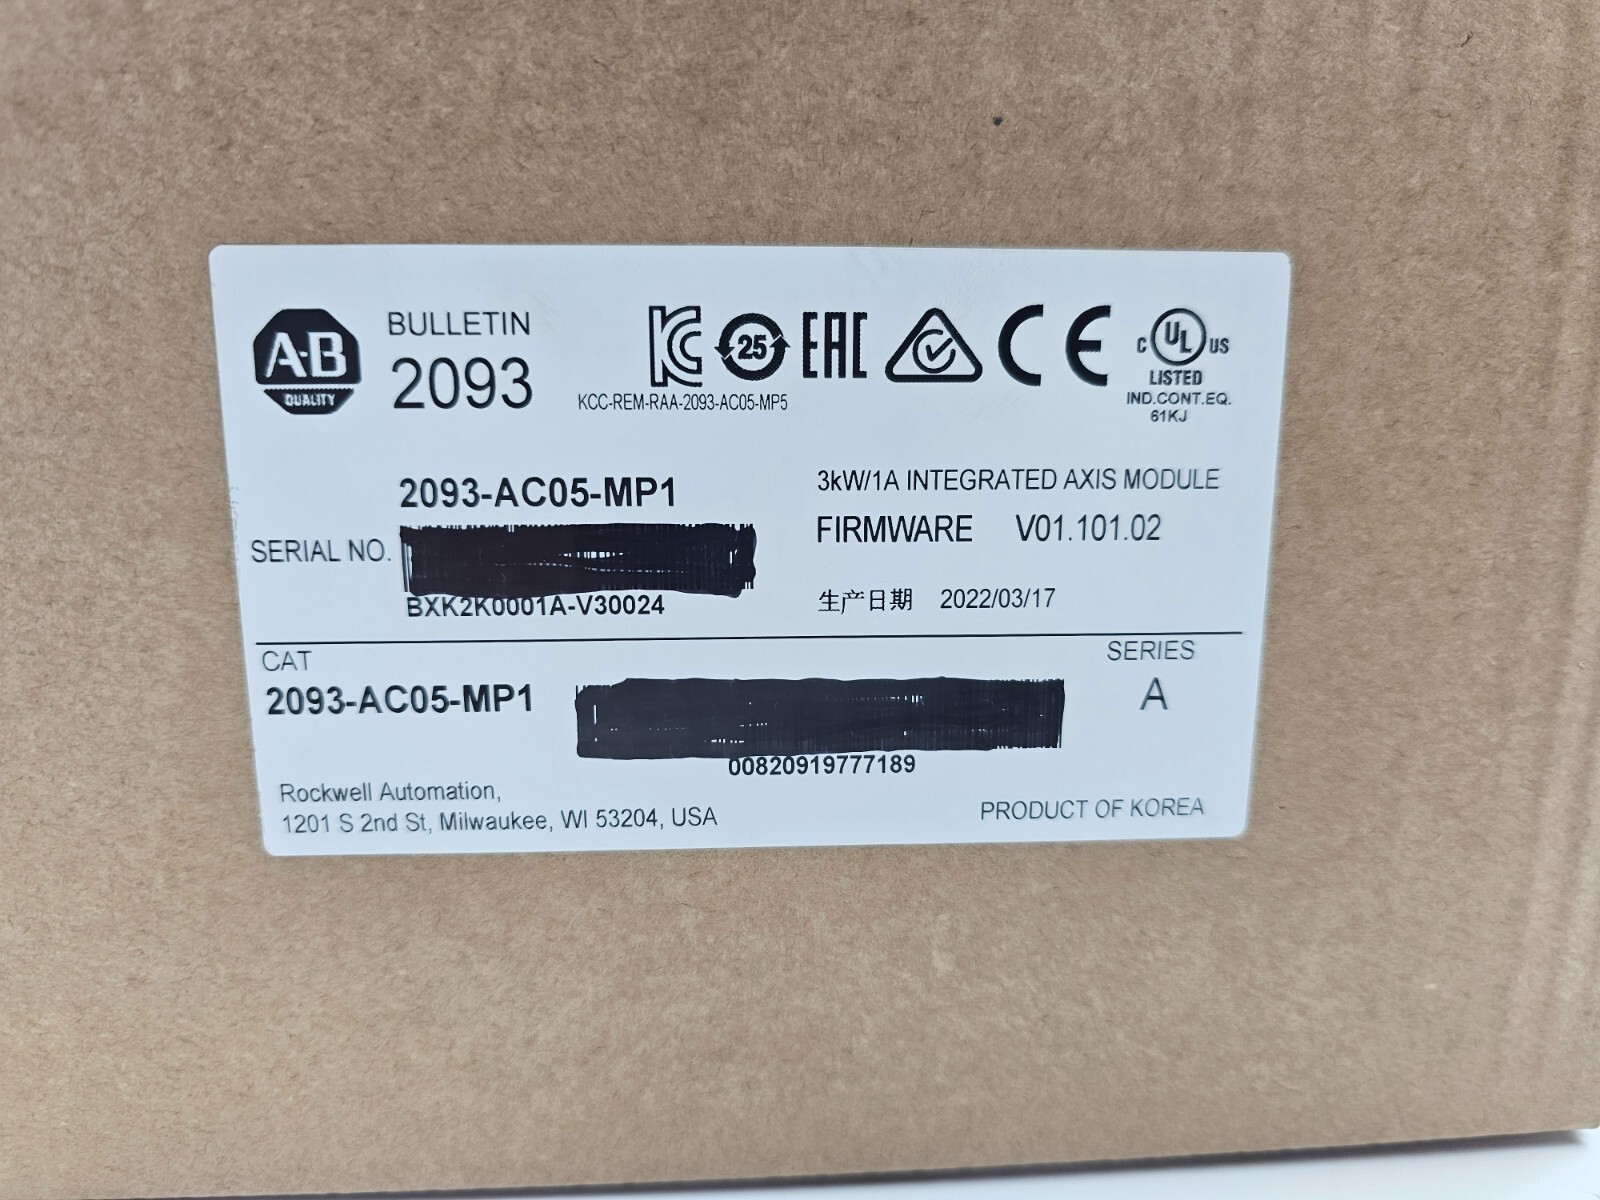 A-B
QUALITY
BULLETIN
2093
KC
25
EAC
CE
C UL US
LISTED
IND.CONT.EQ.
61KJ
KCC-REM-RAA-2093-AC05-MP5
2093-AC05-MP1
3kW/1A INTEGRATED AXIS MODULE
FIRMWARE V01.101.02
SERIAL NO.
BXK2K0001A-V30024
生产日期 2022/03/17
CAT
2093-AC05-MP1
SERIES
A
00820919777189
Rockwell Automation,
1201 S 2nd St, Milwaukee, WI 53204, USA
PRODUCT OF KOREA